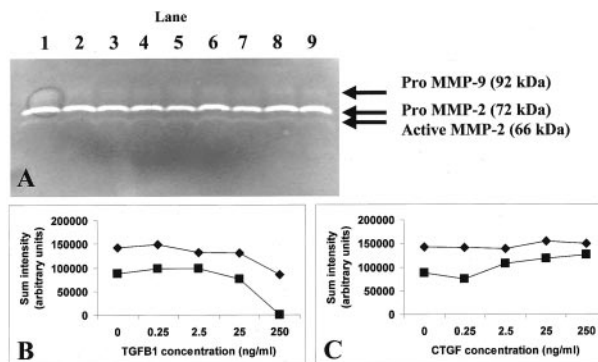 Lane
1 2 3 4 5 6 7 8 9
Pro MMP-9 (92 kDa)
Pro MMP-2 (72 kDa)
Active MMP-2 (66 kDa)
A
Sum intensity
(arbitrary units)
200000
150000
100000
50000
0
0 0.25 2.5 25 250
TGFB1 concentration (ng/ml)
B
Sum intensity
(arbitrary units)
200000
150000
100000
50000
0
0 0.25 2.5 25 250
CTGF concentration (ng/ml)
C